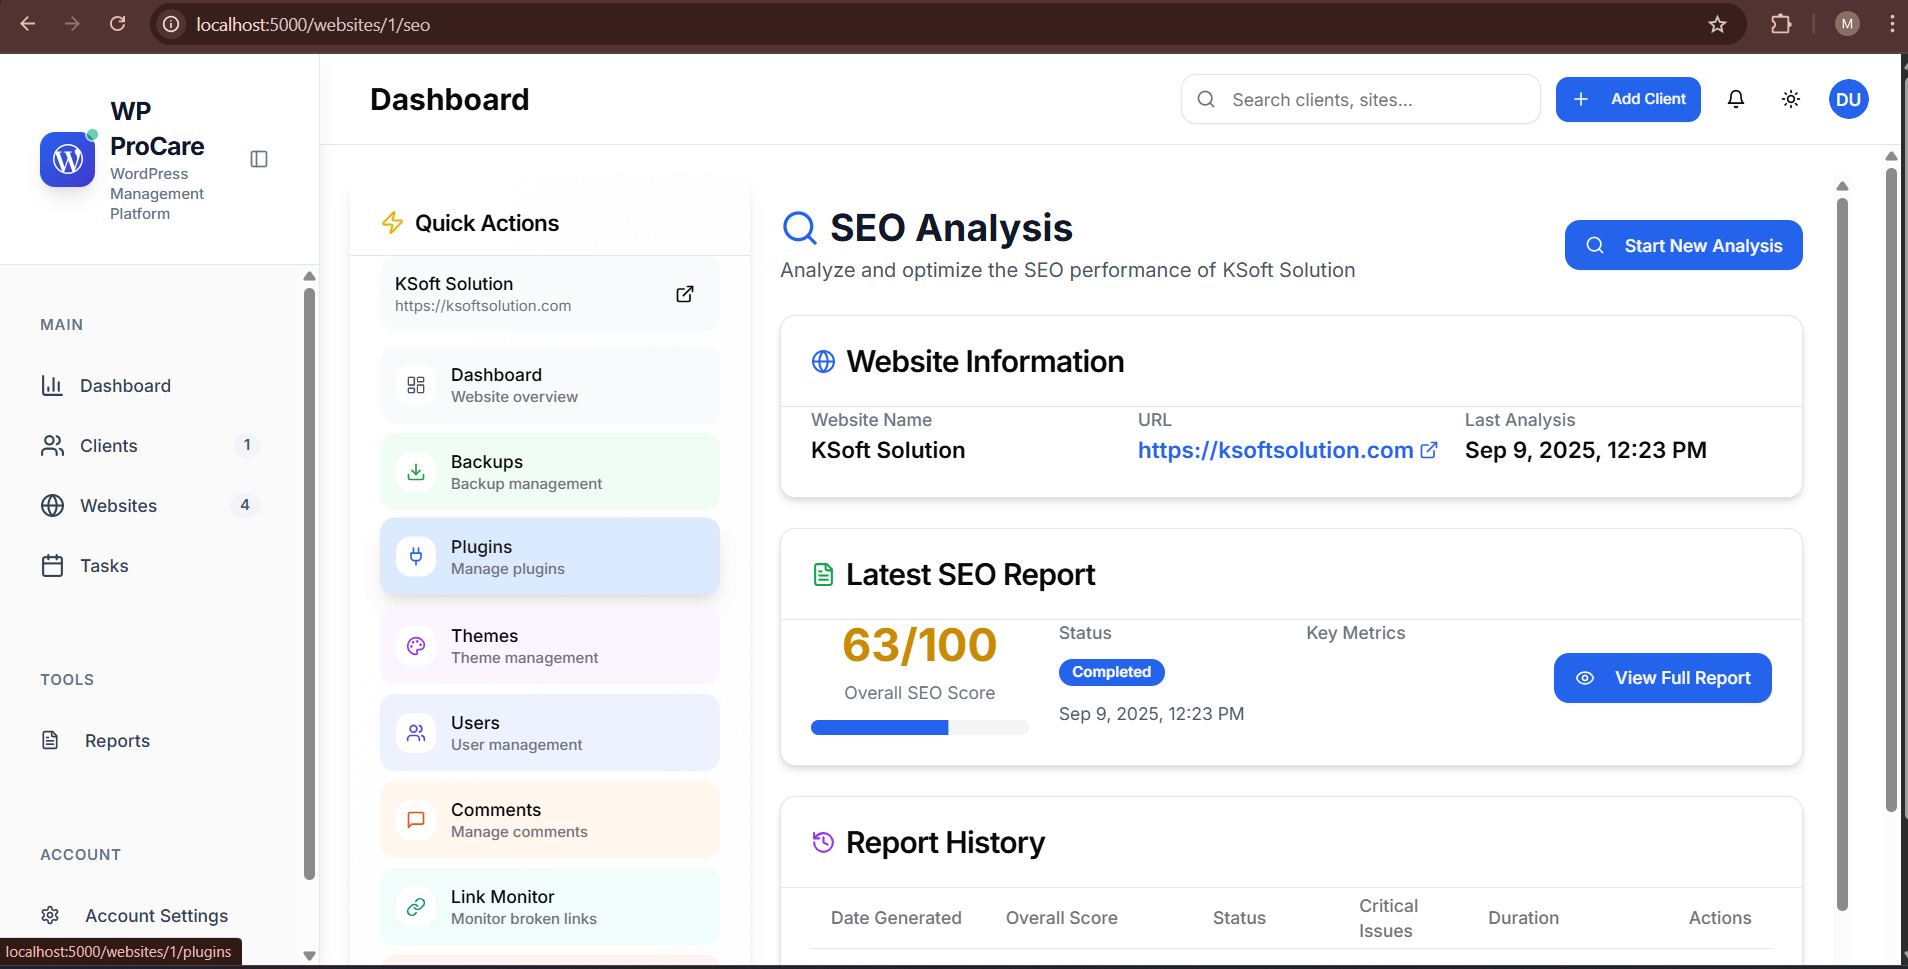 localhost:5000/websites/1/seo
M
WP
ProCare
WordPress
Management
Platform
MAIN
Dashboard
Clients
1
Websites
4
Tasks
TOOLS
Reports
ACCOUNT
Account Settings
localhost:5000/websites/1/plugins
Dashboard
Search clients, sites...
Add Client
DU
Quick Actions
KSoft Solution
https://ksoftsolution.com
Dashboard
Website overview
Backups
Backup management
Plugins
Manage plugins
Themes
Theme management
Users
User management
Comments
Manage comments
Link Monitor
Monitor broken links
SEO Analysis
Analyze and optimize the SEO performance of KSoft Solution
Start New Analysis
Website Information
Website Name
KSoft Solution
URL
https://ksoftsolution.com
Last Analysis
Sep 9, 2025, 12:23 PM
Latest SEO Report
63/100
Overall SEO Score
Status
Completed
Sep 9, 2025, 12:23 PM
Key Metrics
View Full Report
Report History
Date Generated
Overall Score
Status
Critical
Issues
Duration
Actions